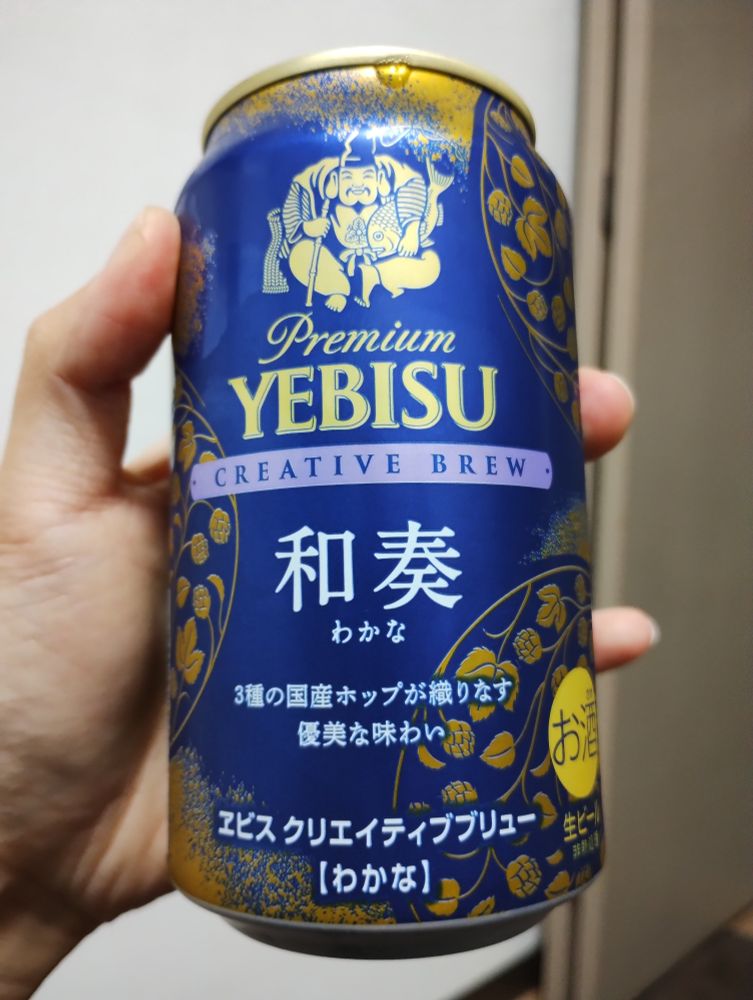 Premium
YEBISU
CREATIVE BREW
和奏
わかな
3種の国産ホップが織りなす
優美な味わい
お酒
ヱビス クリエイティブブリュー
生ビール
【わかな】